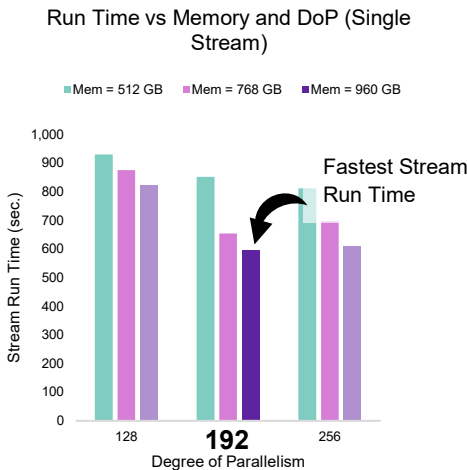 Run Time vs Memory and DoP (Single
Stream)
Mem = 512 GB Mem = 768 GB Mem = 960 GB
Stream Run Time (sec.)
1,000
900
800
700
600
500
400
300
200
100
0
Fastest Stream
Run Time
128 192 256
Degree of Parallelism